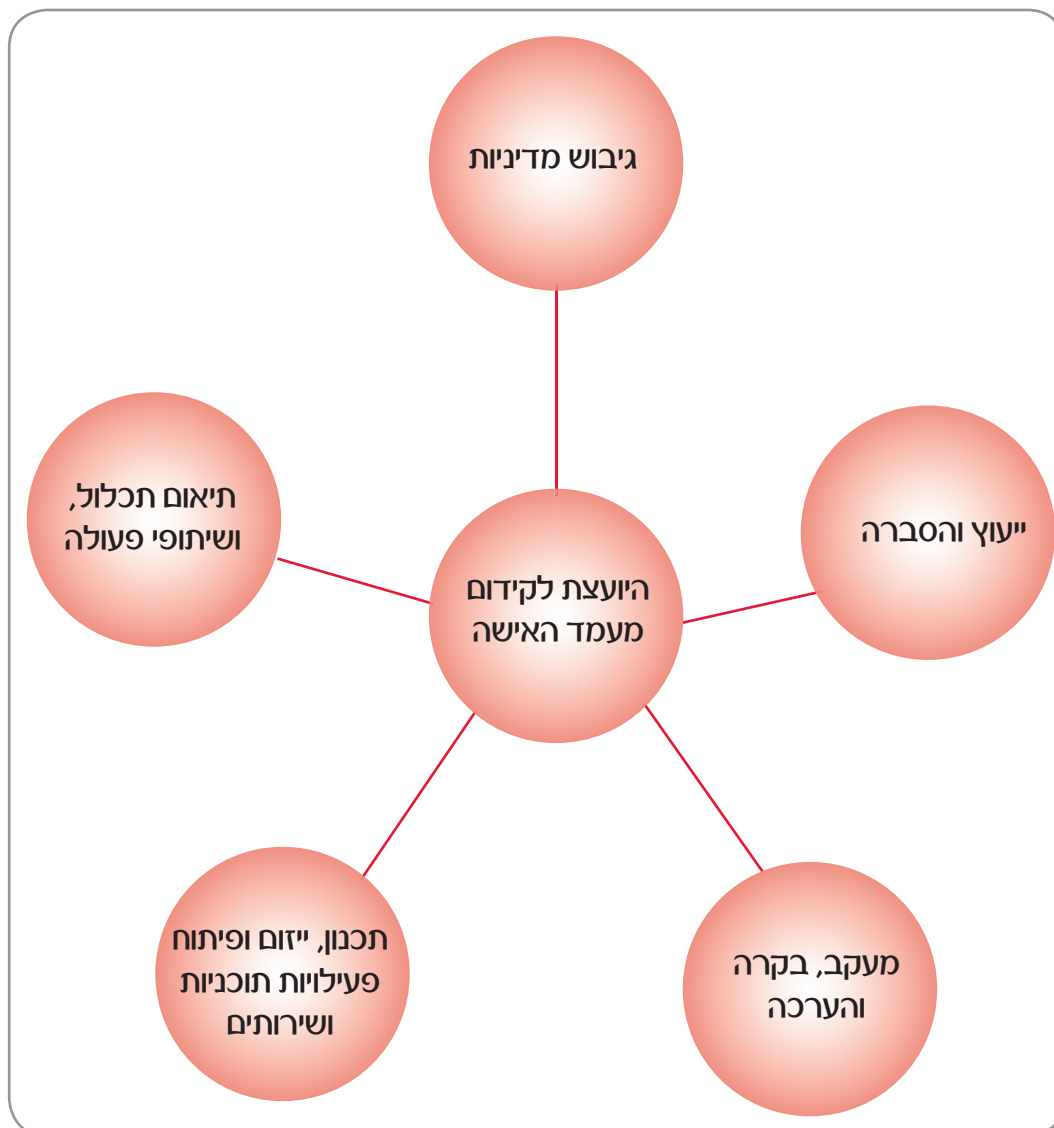 גיבוש מדיניות
ייעוץ והסברה
תיאום תכלול,
ושיתופי פעולה
היועצת לקידום
מעמד האישה
מעקב, בקרה
והערכה
תכנון, ייזום ופיתוח
פעילויות תוכניות
ושירותים